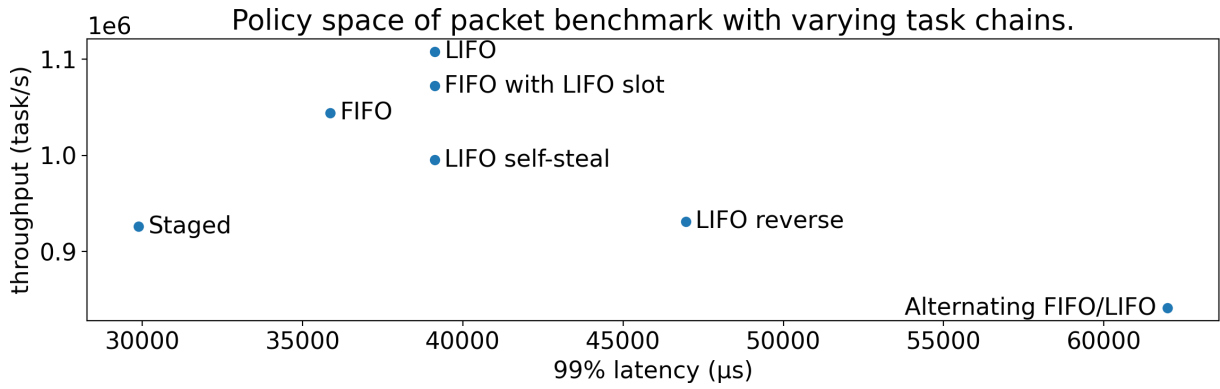 Policy space of packet benchmark with varying task chains.
1e6
1.1
1.0
0.9
throughput (task/s)
LIFO
FIFO with LIFO slot
FIFO
LIFO self-steal
Staged
LIFO reverse
Alternating FIFO/LIFO
30000 35000 40000 45000 50000 55000 60000
99% latency (µs)